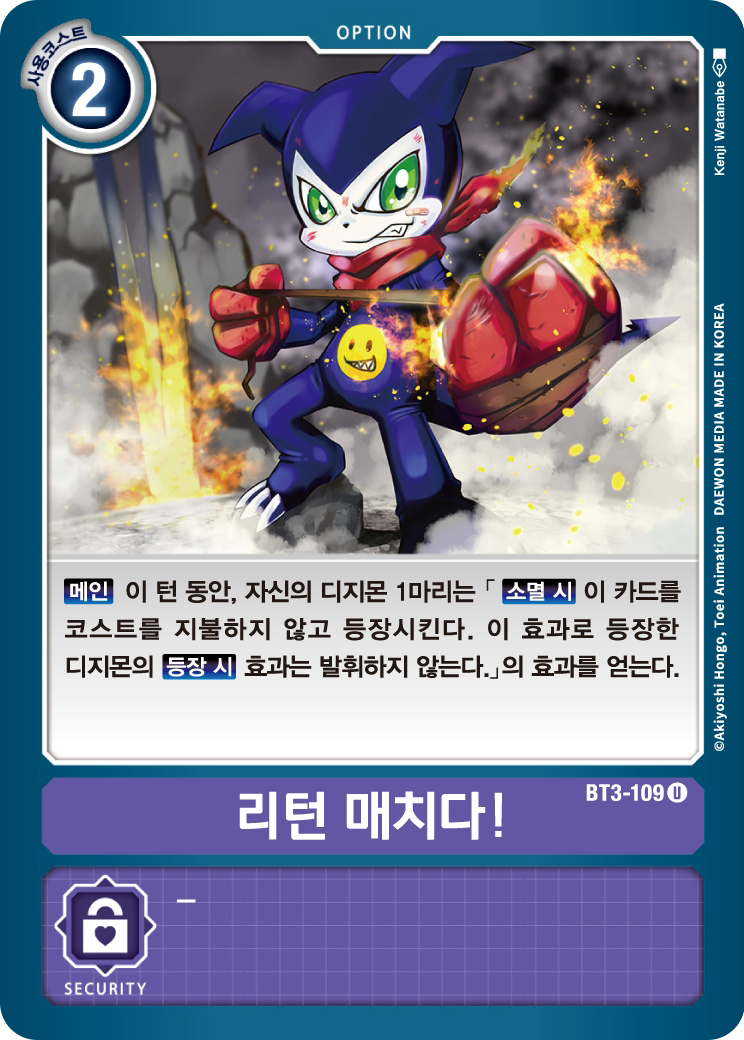 OPTION
사용코스트
2
Kenji Watanabe
©Akiyoshi Hongo, Toei Animation DAEWON MEDIA MADE IN KOREA
메인 이 턴 동안, 자신의 디지몬 1마리는 「 소멸 시 이 카드를
코스트를 지불하지 않고 등장시킨다. 이 효과로 등장한
디지몬의 등장 시 효과는 발휘하지 않는다.」의 효과를 얻는다.
BT3-109 U
리턴 매치다!
–
SECURITY